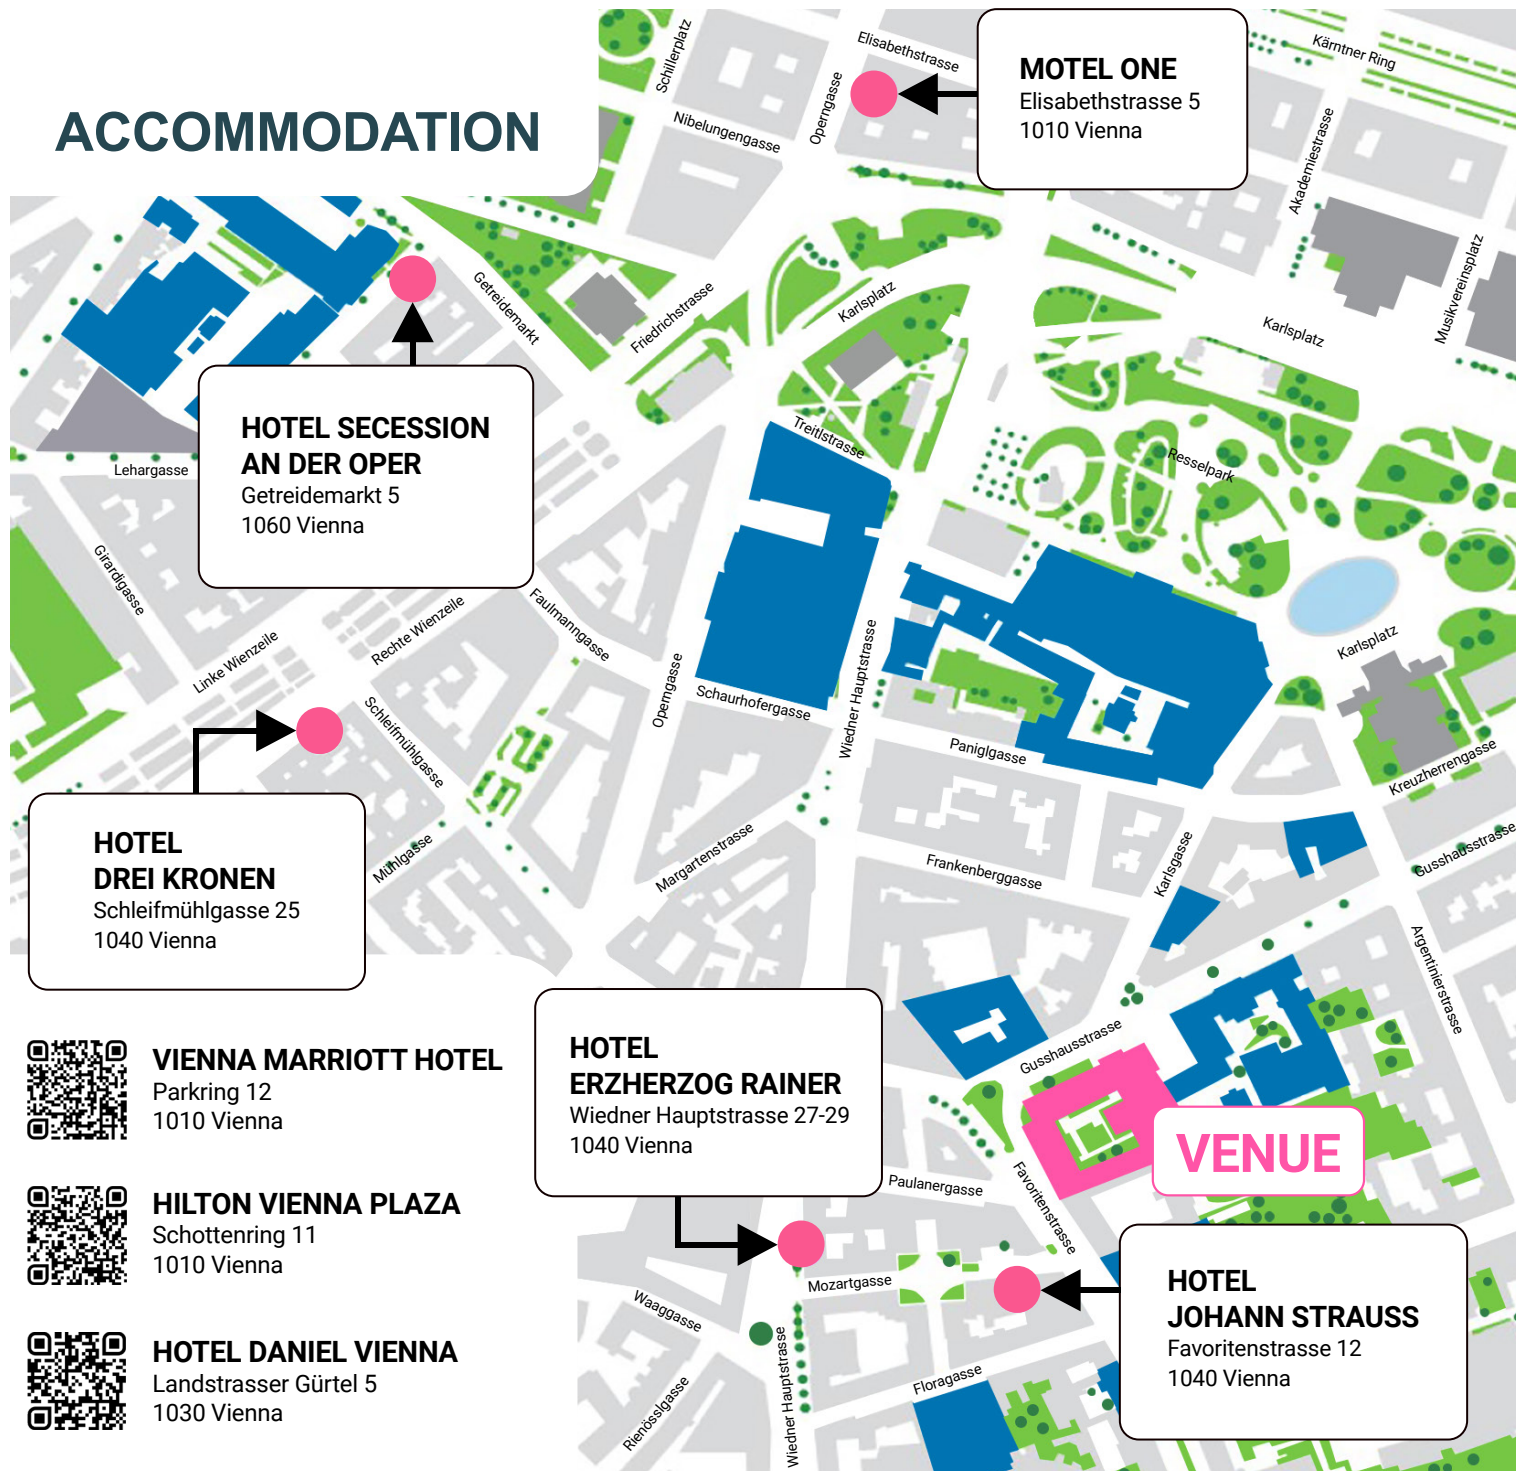 ACCOMMODATION
MOTEL ONE
Elisabethstrasse 5
1010 Vienna
HOTEL SECESSION
AN DER OPER
Getreidemarkt 5
1060 Vienna
HOTEL
DREI KRONEN
Schleifmühlgasse 25
1040 Vienna
HOTEL
ERZHERZOG RAINER
Wiedner Hauptstrasse 27-29
1040 Vienna
VENUE
HOTEL
JOHANN STRAUSS
Favoritenstrasse 12
1040 Vienna
VIENNA MARRIOTT HOTEL
Parkring 12
1010 Vienna
HILTON VIENNA PLAZA
Schottenring 11
1010 Vienna
HOTEL DANIEL VIENNA
Landstrasser Gürtel 5
1030 Vienna
Schillerplatz
Elisabethstrasse
Kärntner Ring
Operngasse
Nibelungengasse
Akademiestrasse
Musikvereinsplatz
Getreidemarkt
Friedrichstrasse
Karlsplatz
Karlsplatz
Treitlstrasse
Resselpark
Lehargasse
Girardigasse
Linke Wienzeile
Rechte Wienzeile
Faulmanngasse
Operngasse
Schaurhofergasse
Wiedner Hauptstrasse
Karlsplatz
Schleifmühlgasse
Paniglgasse
Kreuzherrengasse
Mühlgasse
Margartenstrasse
Frankenberggasse
Karlsgasse
Gusshausstrasse
Argentinierstrasse
Gusshausstrasse
Paulanergasse
Favoritenstrasse
Mozartgasse
Waaggasse
Wiedner Hauptstrasse
Floragasse
Rienösslgasse